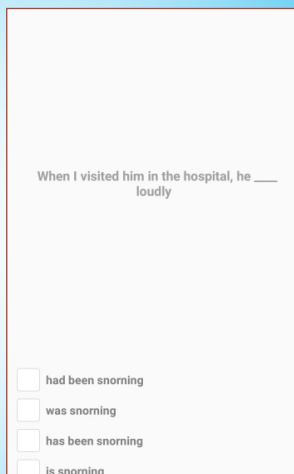 When I visited him in the hospital, he ____
loudly
had been snorning
was snorning
has been snorning
is snorning